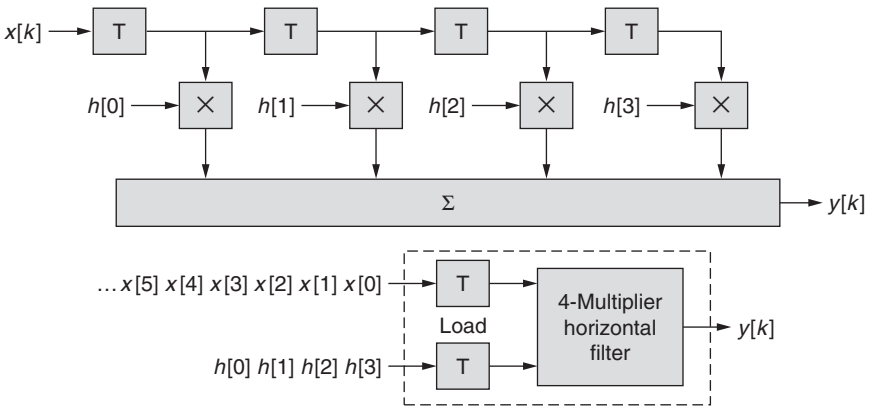 x[k] T T T T
h[0] × h[1] × h[2] × h[3] ×
Σ y[k]
...x[5] x[4] x[3] x[2] x[1] x[0] T
Load
h[0] h[1] h[2] h[3] T
4-Multiplier
horizontal
filter
y[k]